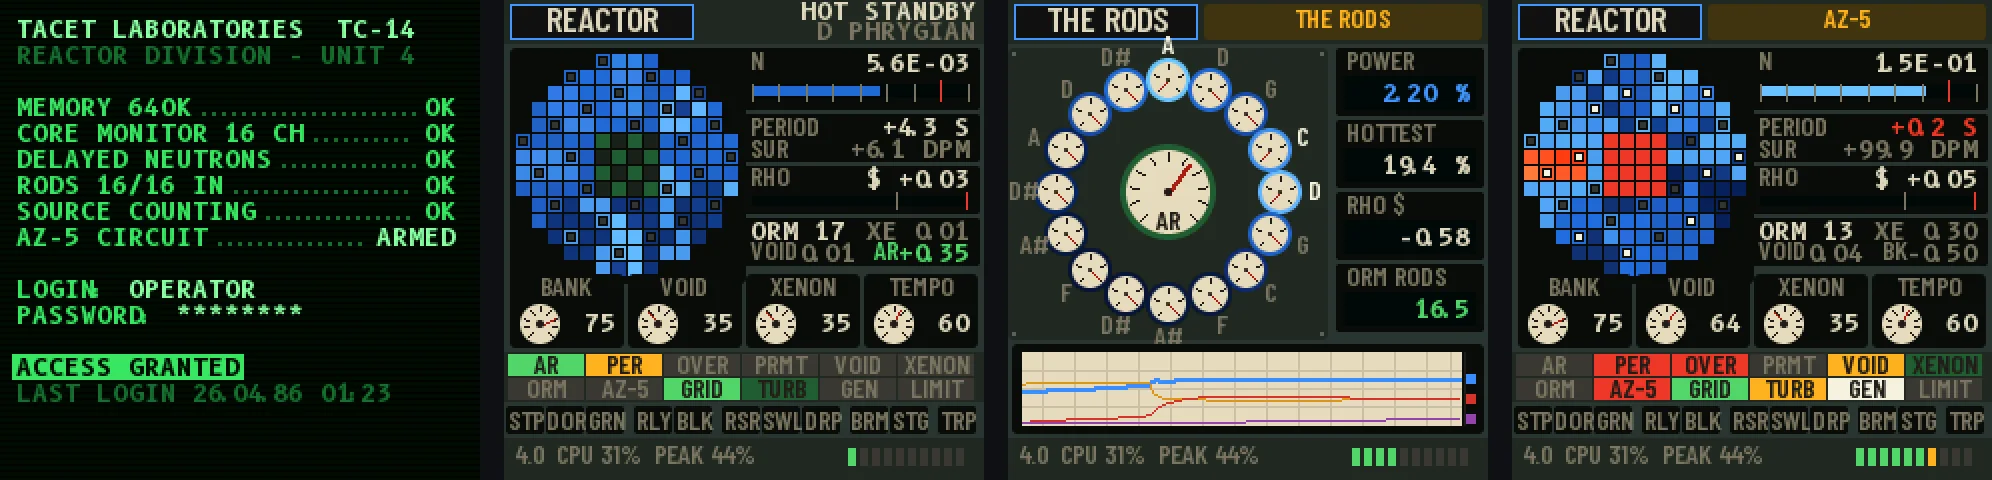 TACET LABORATORIES TC-14
REACTOR DIVISION - UNIT 4
MEMORY 640K........................OK
CORE MONITOR 16 CH.........OK
DELAYED NEUTRONS............OK
RODS 16/16 IN................OK
SOURCE COUNTING.............OK
AZ-5 CIRCUIT.............ARMED
LOGIN: OPERATOR
PASSWORD: ********
ACCESS GRANTED
LAST LOGIN 26.04.86 01:23
REACTOR
HOT STANDBY
D PHRYGIAN
N 5.6E-03
PERIOD +4.3 S
SUR +6.1 DPM
RHO $ +0.03
ORM 17 XE 0.01
VOID 0.01 AR+0.35
BANK VOID XENON TEMPO
75 35 35 60
AR PER OVER PRMT VOID XENON
ORM AZ-5 GRID TURB GEN LIMIT
STP DOR GRN RLY BLK RSR SWL DRP BRM STG TRP
4.0 CPU 31% PEAK 44%
THE RODS
THE RODS
A
D# D
D G
A C
D# D
A# G
F C
D# F
A#
AR
POWER
2.20 %
HOTTEST
19.4 %
RHO $
-0.58
ORM RODS
16.5
4.0 CPU 31% PEAK 44%
REACTOR
AZ-5
N 1.5E-01
PERIOD +0.2 S
SUR +99.9 DPM
RHO $ +0.05
ORM 13 XE 0.30
VOID 0.04 BK-0.50
BANK VOID XENON TEMPO
75 64 35 60
AR PER OVER PRMT VOID XENON
ORM AZ-5 GRID TURB GEN LIMIT
STP DOR GRN RLY BLK RSR SWL DRP BRM STG TRP
4.0 CPU 31% PEAK 44%